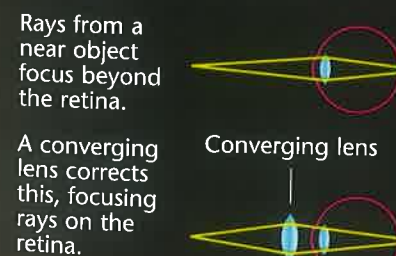 Rays from a
near object
focus beyond
the retina.
A converging
lens corrects
this, focusing
rays on the
retina.
Converging lens